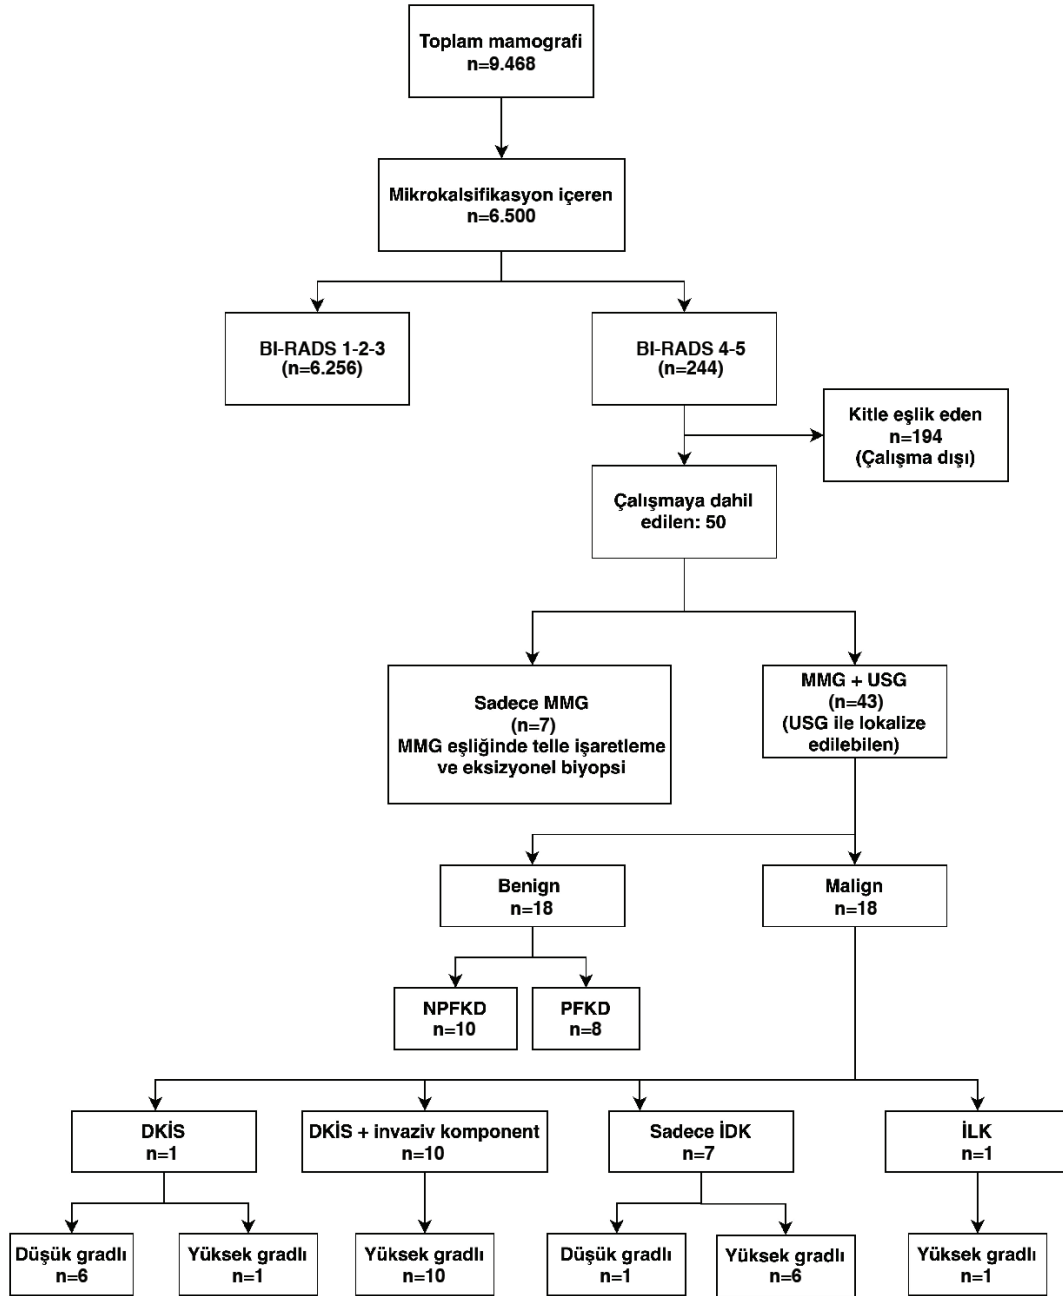 Toplam mamografi
n=9.468
Mikrokalsifikasyon içeren
n=6.500
BI-RADS 1-2-3
(n=6.256)
BI-RADS 4-5
(n=244)
Kitle eşlik eden
n=194
(Çalışma dışı)
Çalışmaya dahil
edilen: 50
Sadece MMG
(n=7)
MMG eşliğinde telle işaretleme
ve eksizyonel biyopsi
MMG + USG
(n=43)
(USG ile lokalize
edilebilen)
Benign
n=18
Malign
n=18
NPFKD
n=10
PFKD
n=8
DKİS
n=1
DKİS + invaziv komponent
n=10
Sadece İDK
n=7
İLK
n=1
Düşük gradlı
n=6
Yüksek gradlı
n=1
Yüksek gradlı
n=10
Düşük gradlı
n=1
Yüksek gradlı
n=6
Yüksek gradlı
n=1